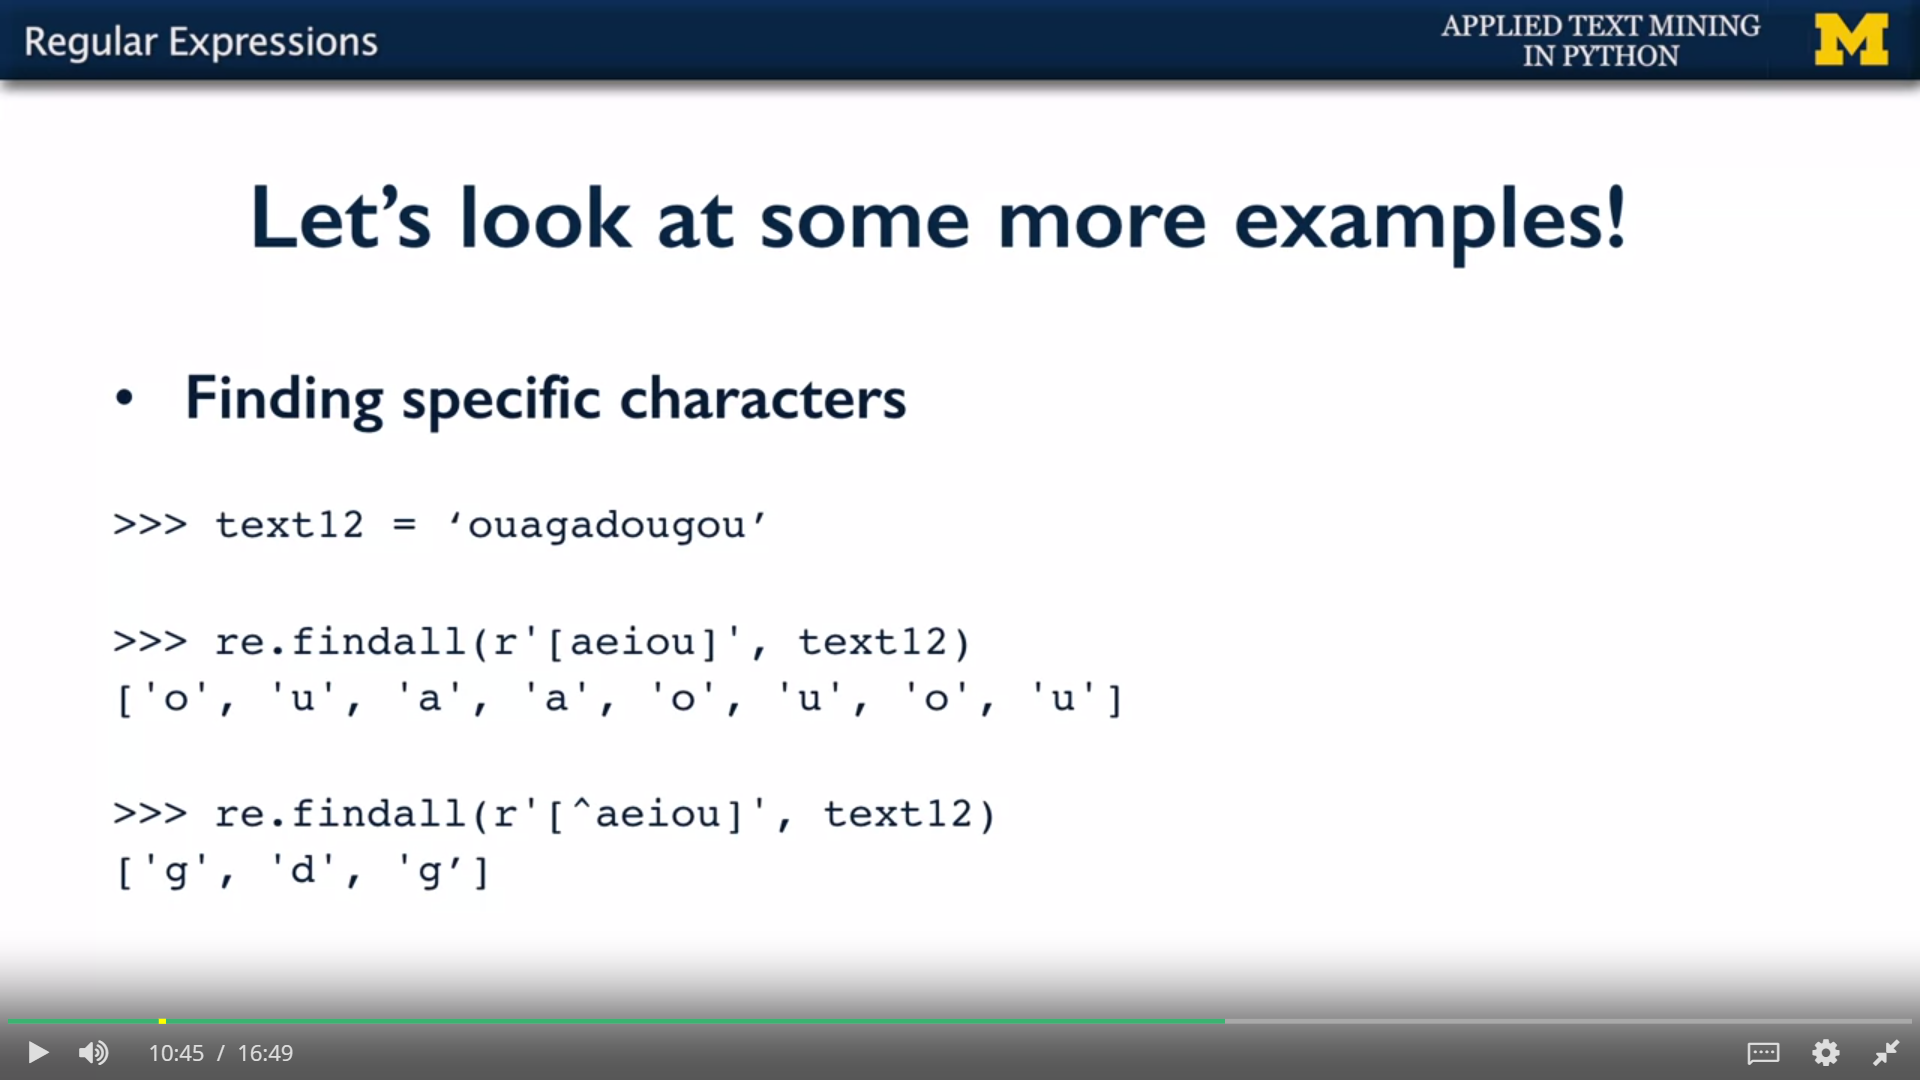 Regular Expressions
APPLIED TEXT MINING
IN PYTHON
M
Let’s look at some more examples!
• Finding specific characters
>>> text12 = ‘ouagadougou’
>>> re.findall(r'[aeiou]', text12)
['o', 'u', 'a', 'a', 'o', 'u', 'o', 'u']
>>> re.findall(r'[^aeiou]', text12)
['g', 'd', 'g’]
10:45 / 16:49